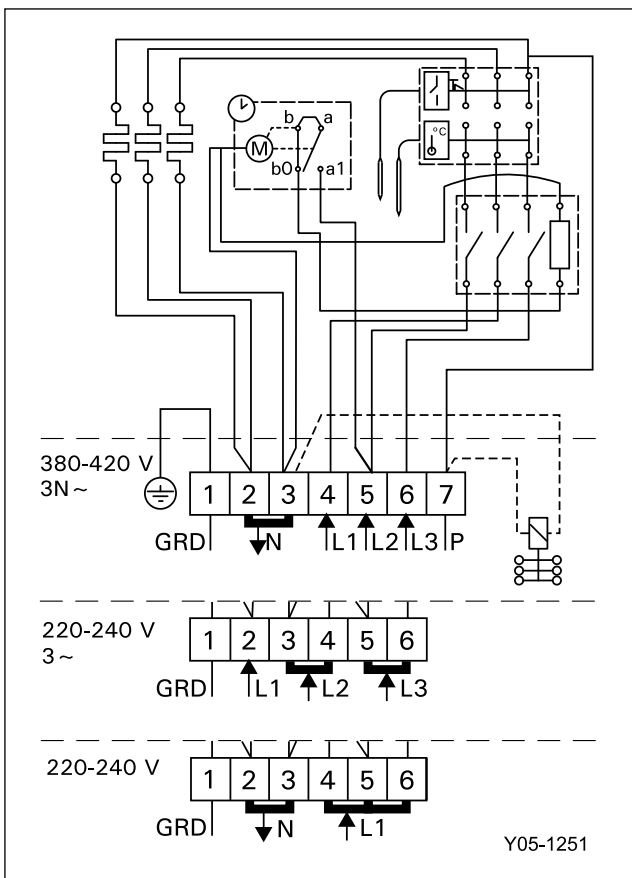 b a
M
b0 a1
°C
380-420 V
3N~
1 2 3 4 5 6 7
GRD N L1 L2 L3 P
220-240 V
3~
1 2 3 4 5 6
GRD L1 L2 L3
220-240 V
1 2 3 4 5 6
GRD N L1
Y05-1251